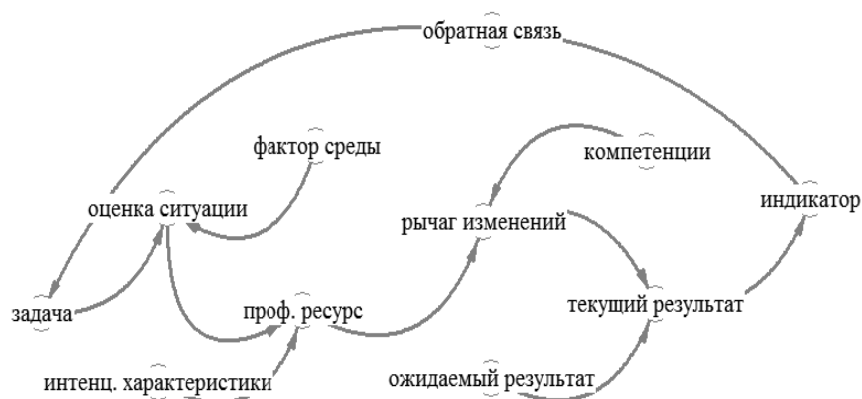 обратная связь
фактор среды
компетенции
оценка ситуации
рычаг изменений
индикатор
задача
проф. ресурс
текущий результат
интенц. характеристики
ожидаемый результат